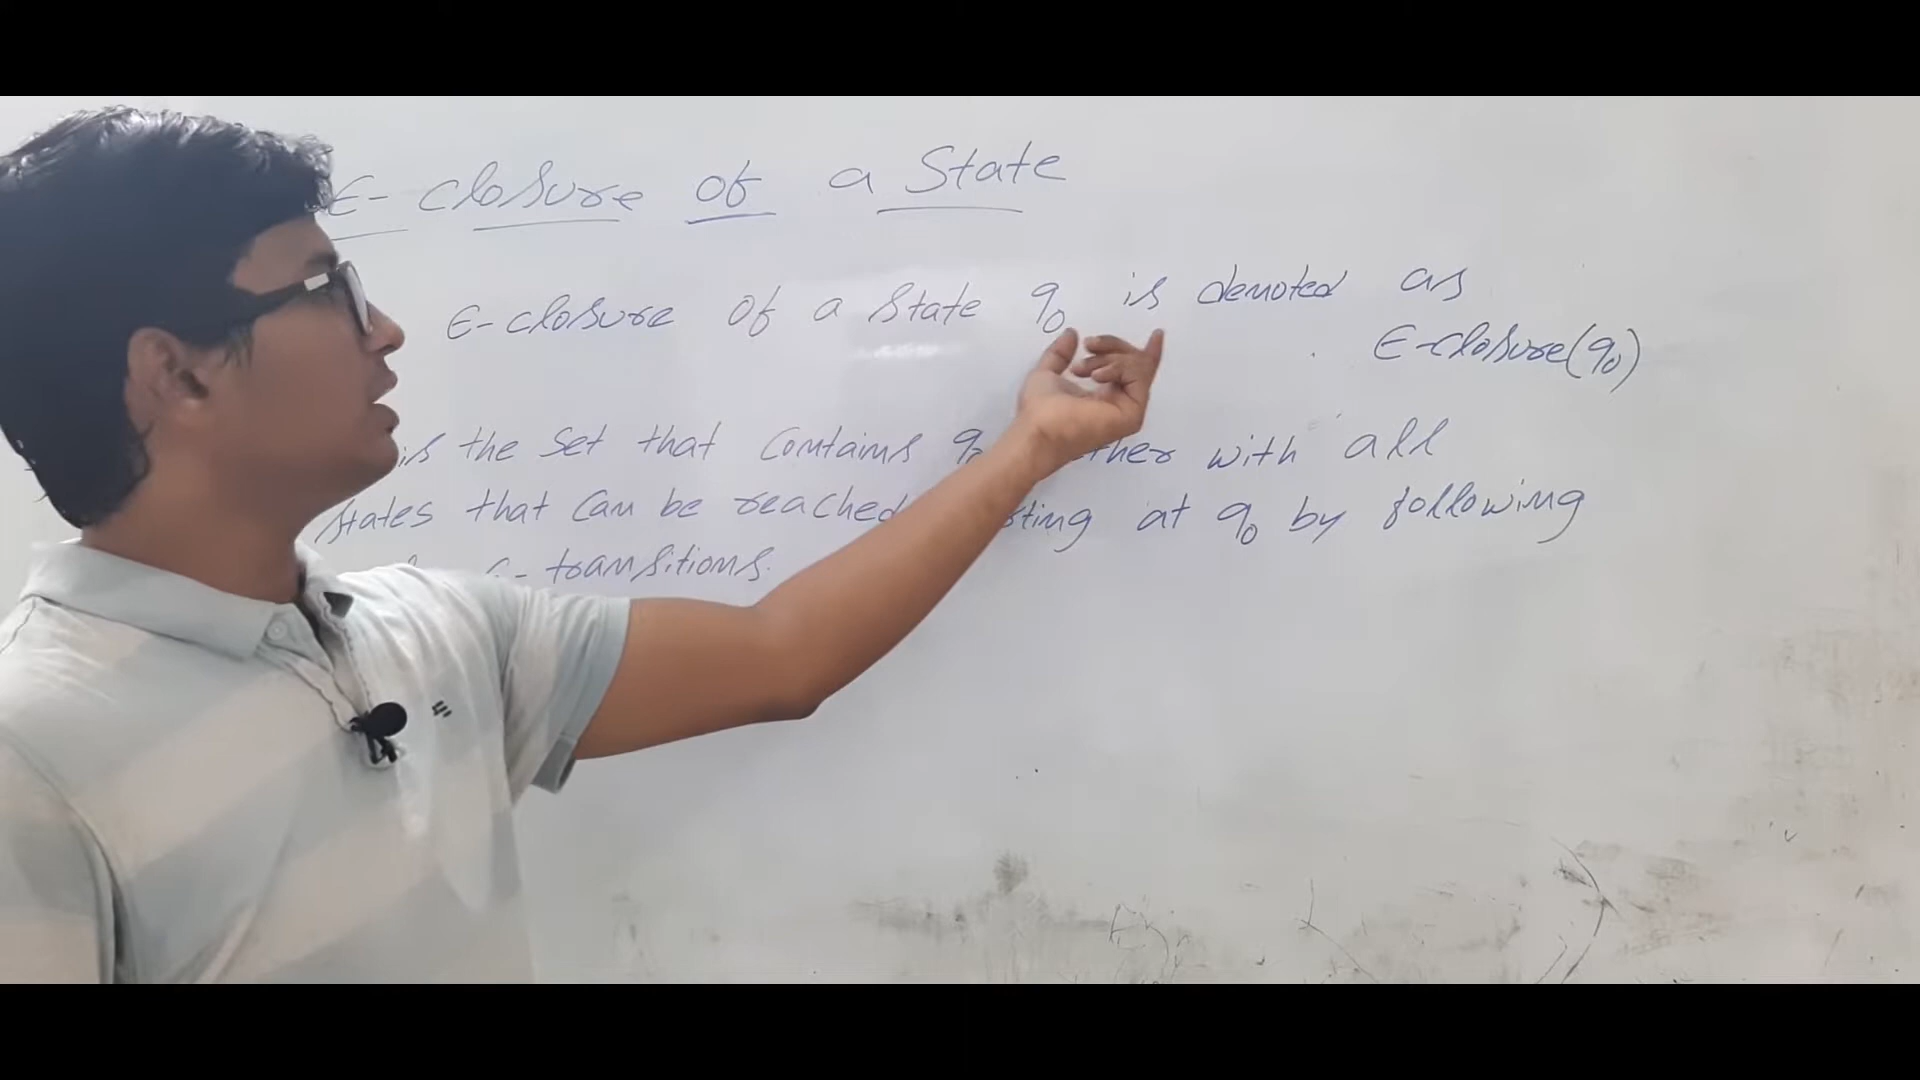 E-closure of a State
E-closure of a state q0 is denoted as
E-closure(q0)
is the set that contains q0 with all
states that can be reached at q0 by following
E-transitions.